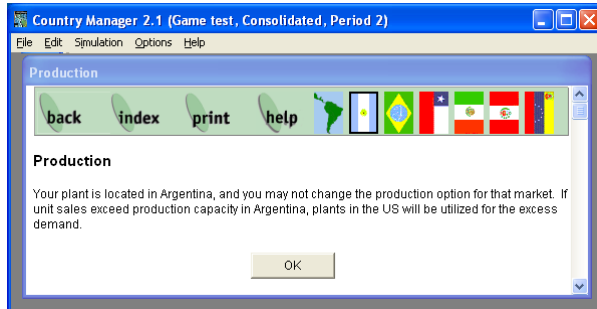 Country Manager 2.1 (Game test, Consolidated, Period 2)
File Edit Simulation Options Help
Production
back index print help
Production
Your plant is located in Argentina, and you may not change the production option for that market. If
unit sales exceed production capacity in Argentina, plants in the US will be utilized for the excess
demand.
OK